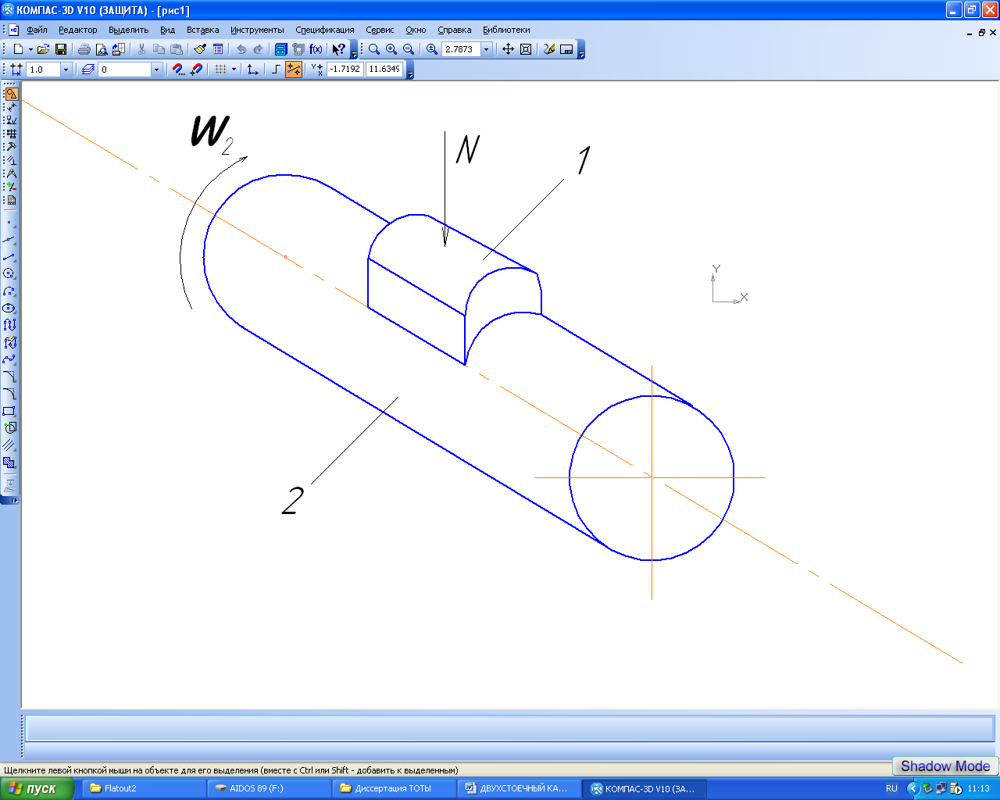 КОМПАС-3D V10 (ЗАЩИТА) - [рис1]
Файл Редактор Выделить Вид Вставка Инструменты Спецификация Сервис Окно Справка Библиотеки
f(x) 2.7873
1.0 0 -1.7192 11.6349
W2
N
1
Y
X
2
Щелкните левой кнопкой мыши на объекте для его выделения (вместе с Ctrl или Shift - добавить к выделенным)
Shadow Mode
пуск Flatout2 AIDOS 89 (F:) Диссертация ТОТЫ ДВУХСТОЕЧНЫЙ КА... КОМПАС-3D V10 (ЗА... RU 11:13